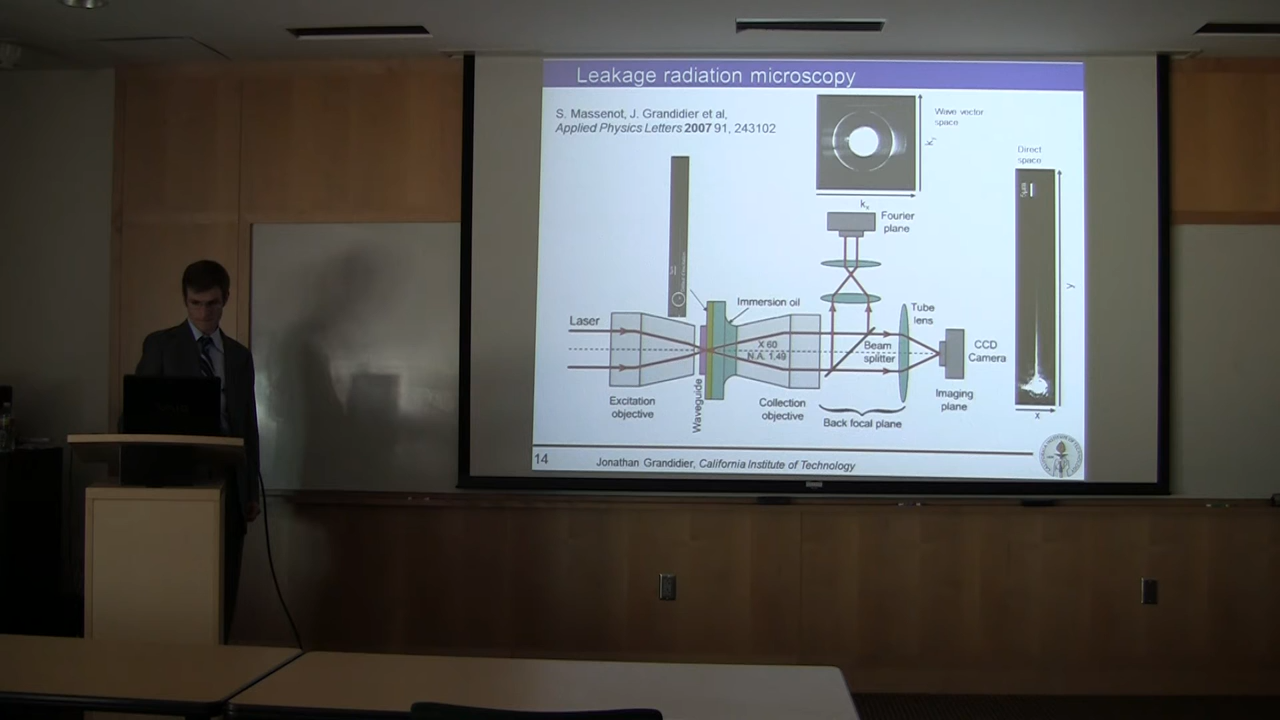 Leakage radiation microscopy
S. Massenot, J. Grandidier et al,
Applied Physics Letters 2007 91, 243102
Wave vector
space
kx
Direct
space
Fourier
plane
Immersion oil
Laser
Tube
lens
X 60
N.A. 1.49
Beam
splitter
CCD
Camera
y
Excitation
objective
Waveguide
Collection
objective
Imaging
plane
x
Back focal plane
14
Jonathan Grandidier, California Institute of Technology